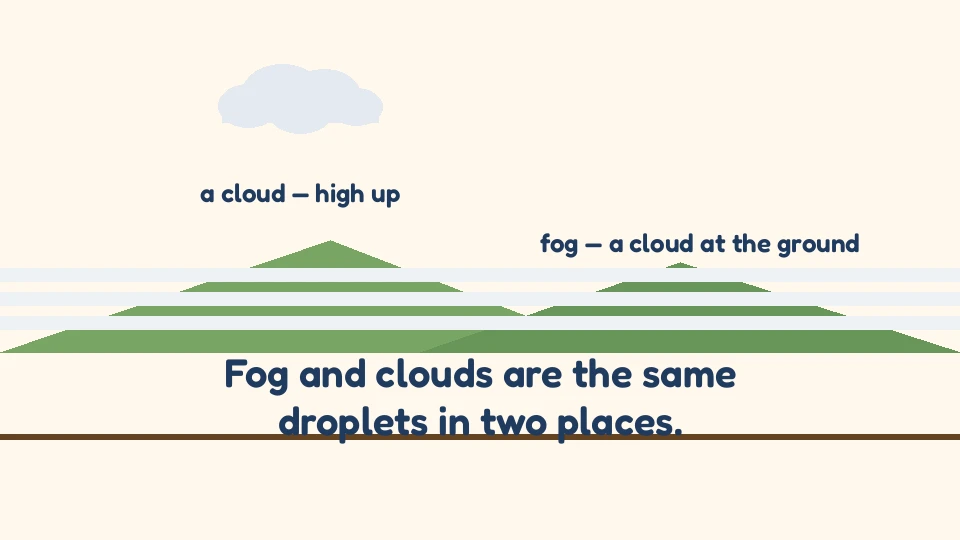 a cloud — high up
fog — a cloud at the ground
Fog and clouds are the same
droplets in two places.